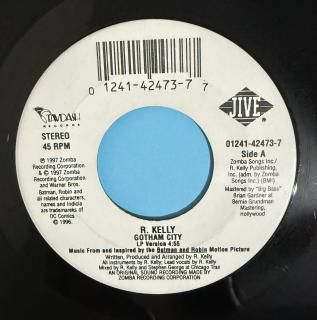 0 1241-42473-7 7
RECORDS
JIVE
STEREO
45 RPM
01241-42473-7
Side A
℗ 1997 Zomba
Recording Corporation
& © 1997 Zomba
Recording Corporation
and Warner Bros.
Batman, Robin and
all related characters,
names and indicia
are trademarks of
DC Comics
© 1996.
Zomba Songs Inc./
R. Kelly Publishing,
Inc. (adm. by Zomba
Songs Inc.) (BMI)
Mastered by "Big Bass"
Brian Gardner at
Bernie Grundman
Mastering,
Hollywood
R. KELLY
GOTHAM CITY
LP Version 4:55
Music From and Inspired by the Batman and Robin Motion Picture
Written, Produced and Arranged by R. Kelly
All instruments by R. Kelly; Lead vocals by R. Kelly
Mixed by R. Kelly and Stephen George at Chicago Trax
AN ORIGINAL SOUND RECORDING MADE BY
ZOMBA RECORDING CORPORATION